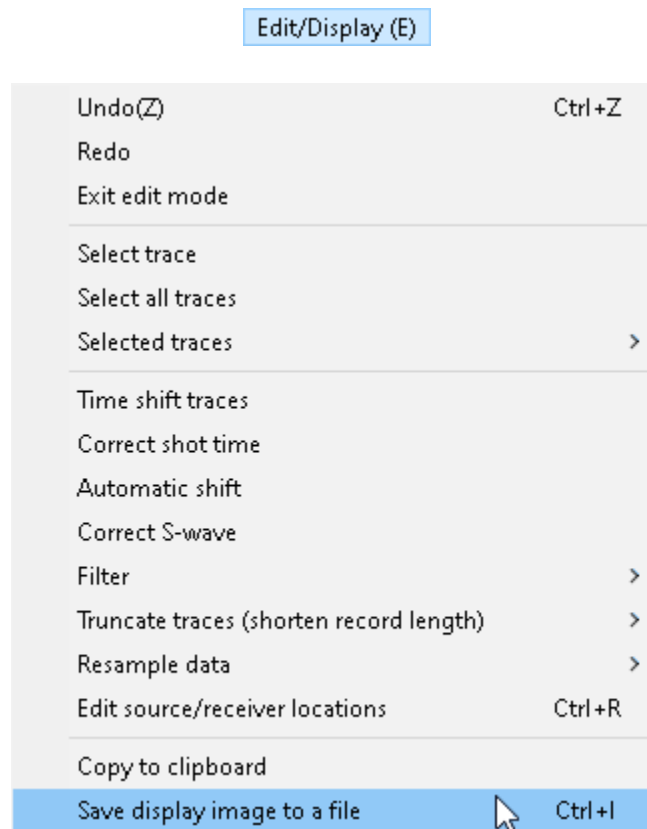 Edit/Display (E)
Undo(Z) Ctrl+Z
Redo
Exit edit mode
Select trace
Select all traces
Selected traces
Time shift traces
Correct shot time
Automatic shift
Correct S-wave
Filter
Truncate traces (shorten record length)
Resample data
Edit source/receiver locations Ctrl+R
Copy to clipboard
Save display image to a file Ctrl+I